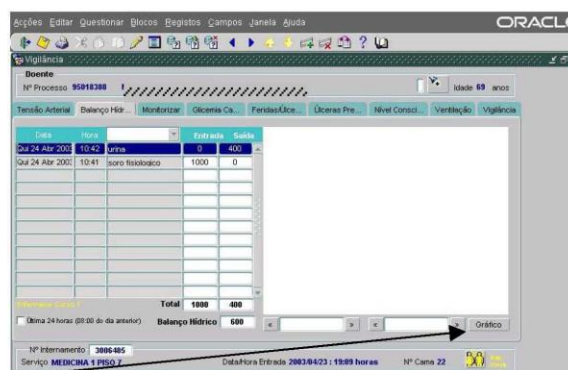 Acções Editar Questionar Blocos Registos Campos Janela Ajuda
ORACLE
Vigilância
Doente
Nº Processo 95018388
Idade 69 anos
Tensão Arterial Balanço Hídr... Monitorizar Glicemia Ca... Feridas/Úlce... Úlceras Pre... Nível Consci... Ventilação Vigilância
Data Hora Entrada Saída
Qui 24 Abr 200 10:42 urina 0 400
Qui 24 Abr 200 10:41 soro fisiologico 1000 0
Total 1000 400
Última 24 horas (08:00 do dia anterior) Balanço Hídrico 600
< > < > Gráfico
Nº Internamento 3006485
Serviço MEDICINA 1 PISO 7 Data/Hora Entrada 2003/04/23 : 19:09 horas Nº Cama 22